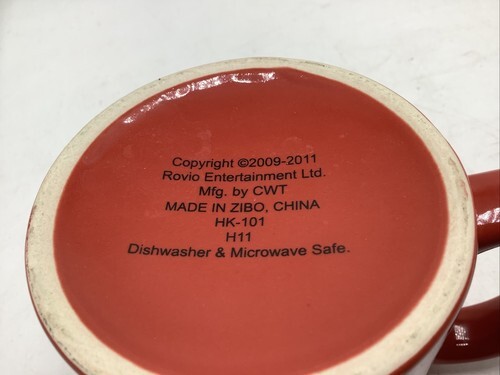 Copyright ©2009-2011
Rovio Entertainment Ltd.
Mfg. by CWT
MADE IN ZIBO, CHINA
HK-101
H11
Dishwasher & Microwave Safe.